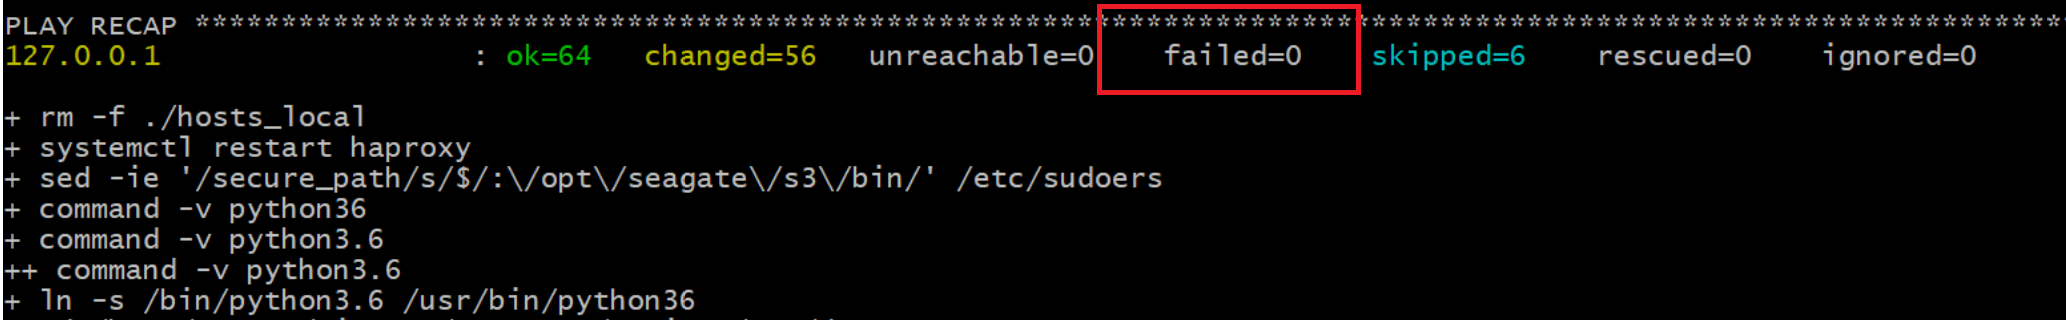 PLAY RECAP ******************************************************************************************************************
127.0.0.1 : ok=64 changed=56 unreachable=0 failed=0 skipped=6 rescued=0 ignored=0
+ rm -f ./hosts_local
+ systemctl restart haproxy
+ sed -ie '/secure_path/s/$/:\/opt\/seagate\/s3\/bin/' /etc/sudoers
+ command -v python36
+ command -v python3.6
++ command -v python3.6
+ ln -s /bin/python3.6 /usr/bin/python36